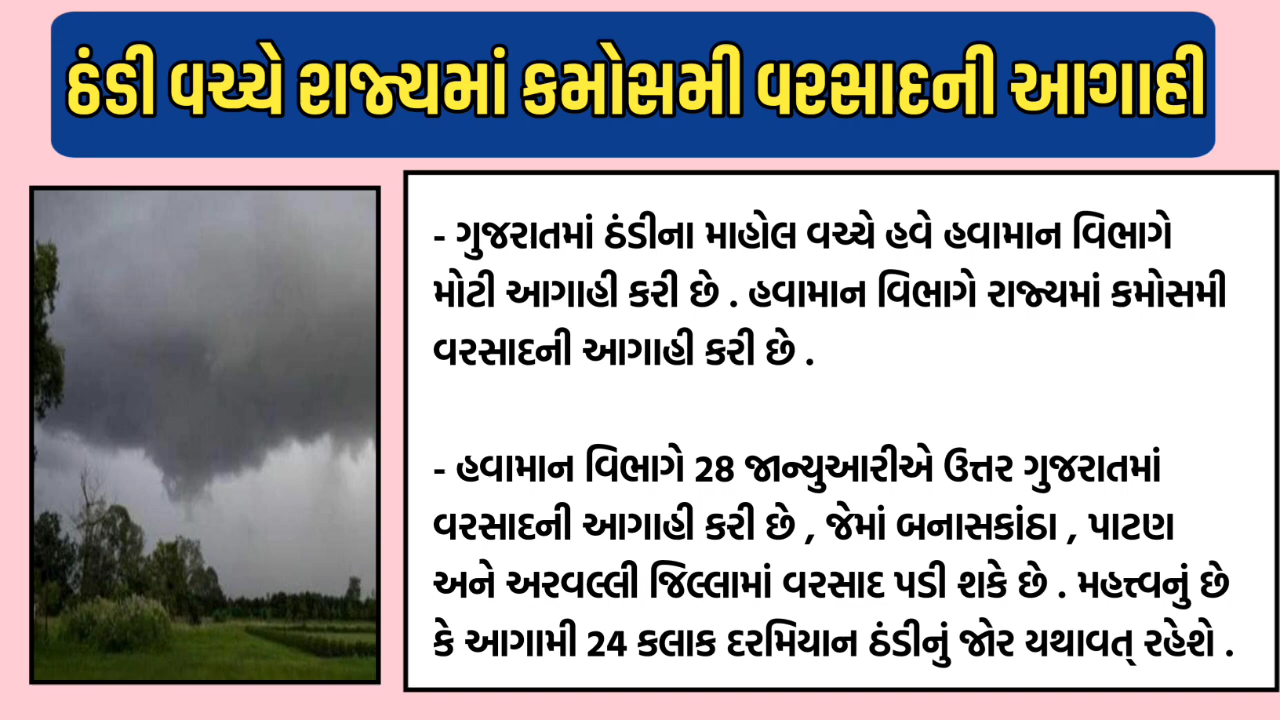 ઠંડી વચ્ચે રાજ્યમાં કમોસમી વરસાદની આગાહી
- ગુજરાતમાં ઠંડીના માહોલ વચ્ચે હવે હવામાન વિભાગે
મોટી આગાહી કરી છે . હવામાન વિભાગે રાજ્યમાં કમોસમી
વરસાદની આગાહી કરી છે .
- હવામાન વિભાગે 28 જાન્યુઆરીએ ઉત્તર ગુજરાતમાં
વરસાદની આગાહી કરી છે , જેમાં બનાસકાંઠા , પાટણ
અને અરવલ્લી જિલ્લામાં વરસાદ પડી શકે છે . મહત્ત્વનું છે
કે આગામી 24 કલાક દરમિયાન ઠંડીનું જોર યથાવત્ રહેશે .